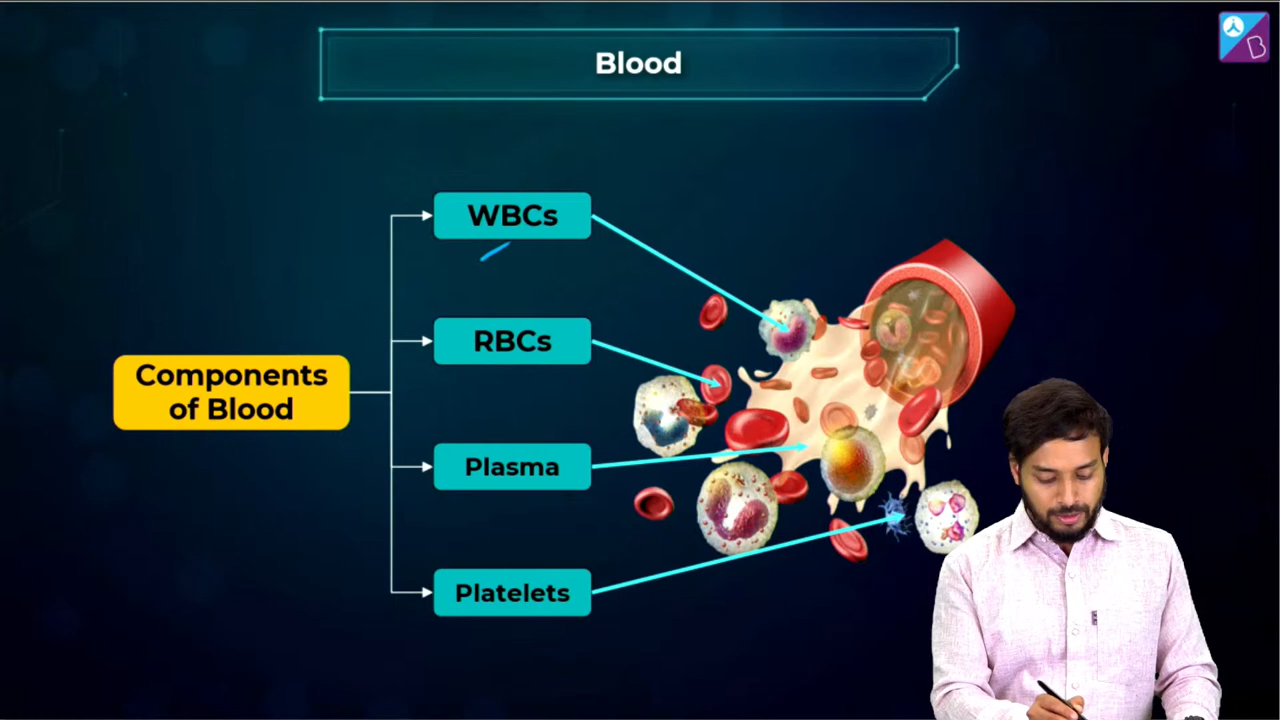 Blood
WBCs
RBCs
Components
of Blood
Plasma
Platelets
B